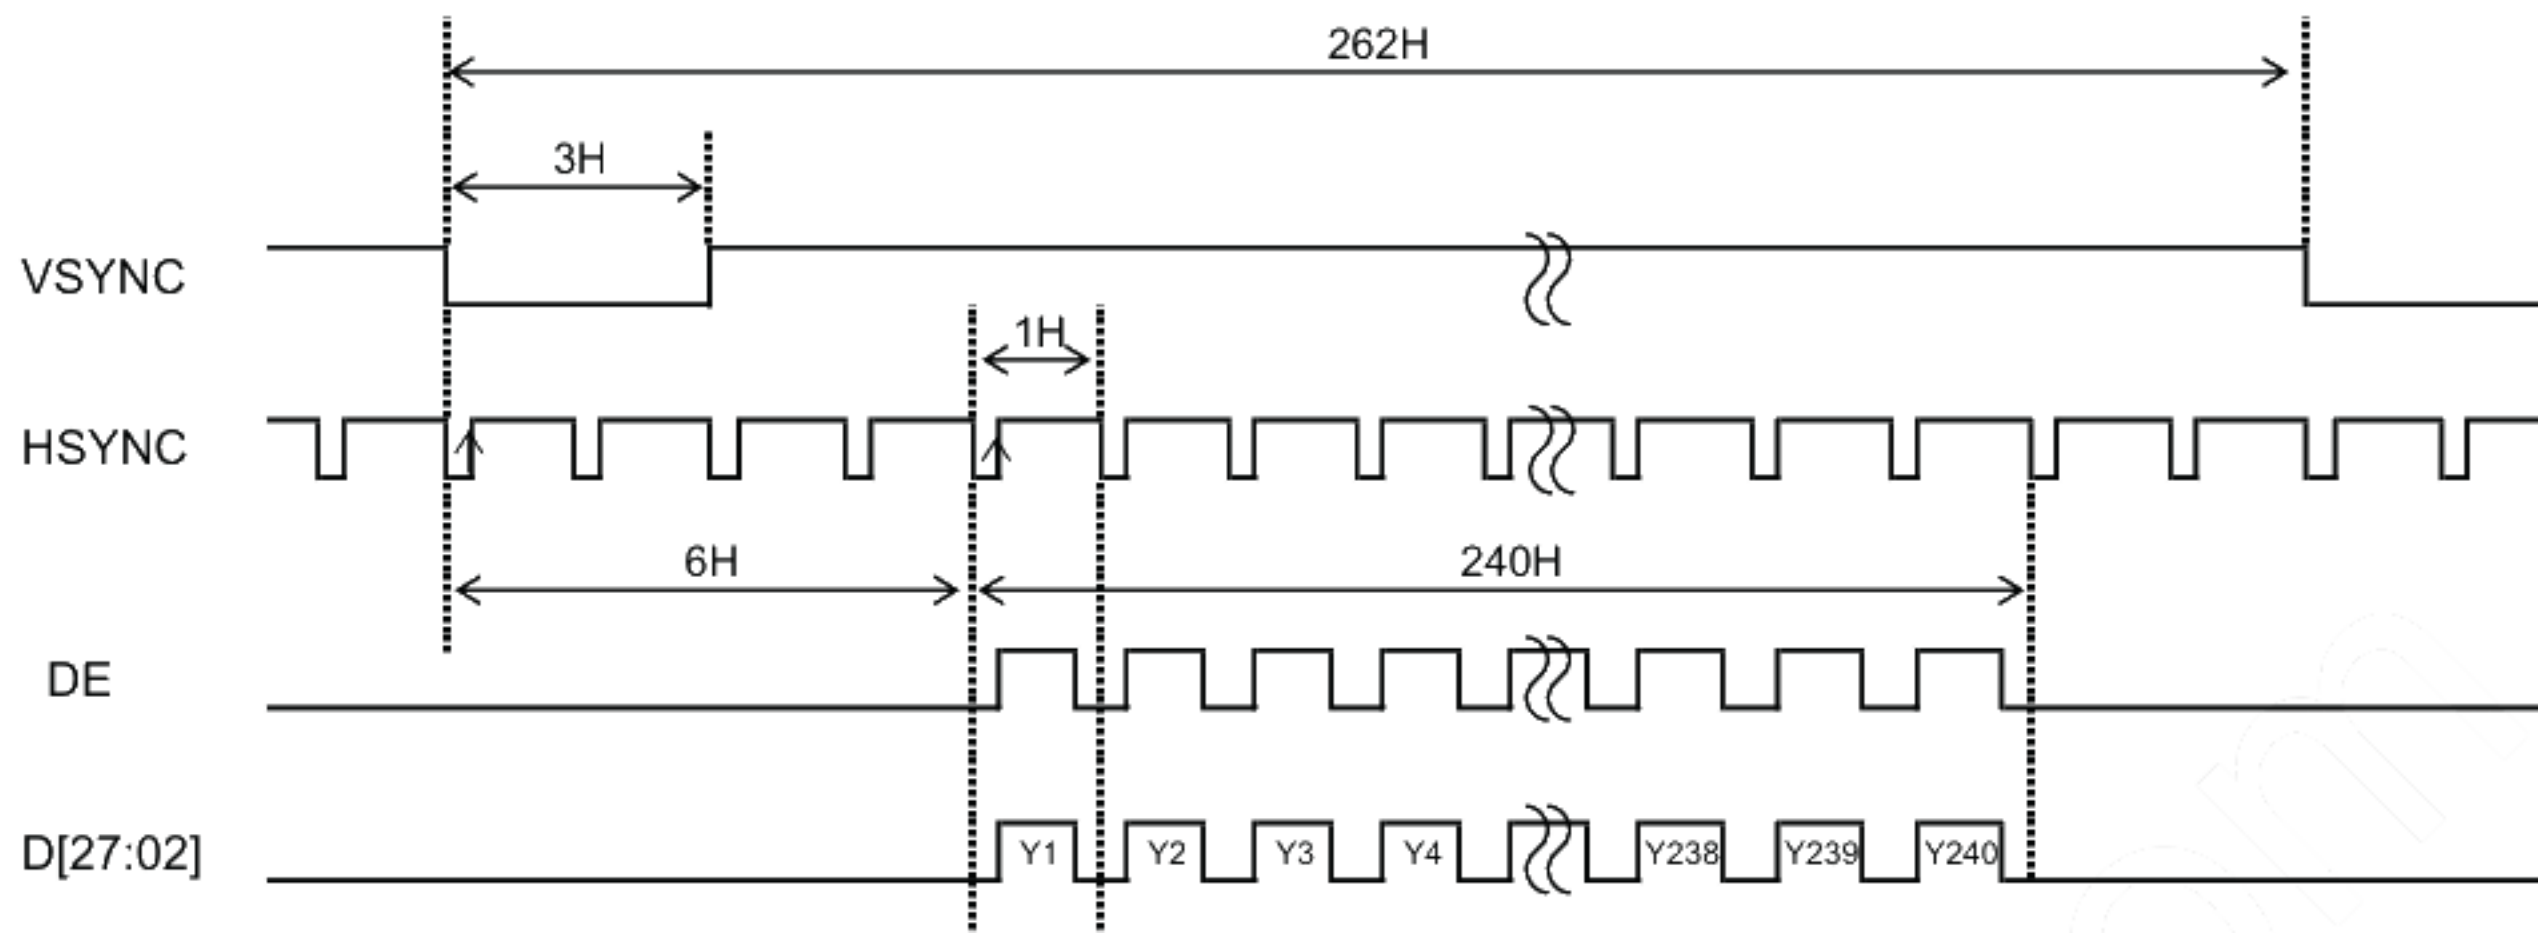 262H
3H
VSYNC
1H
HSYNC
6H 240H
DE
D[27:02] Y1 Y2 Y3 Y4 Y238 Y239 Y240